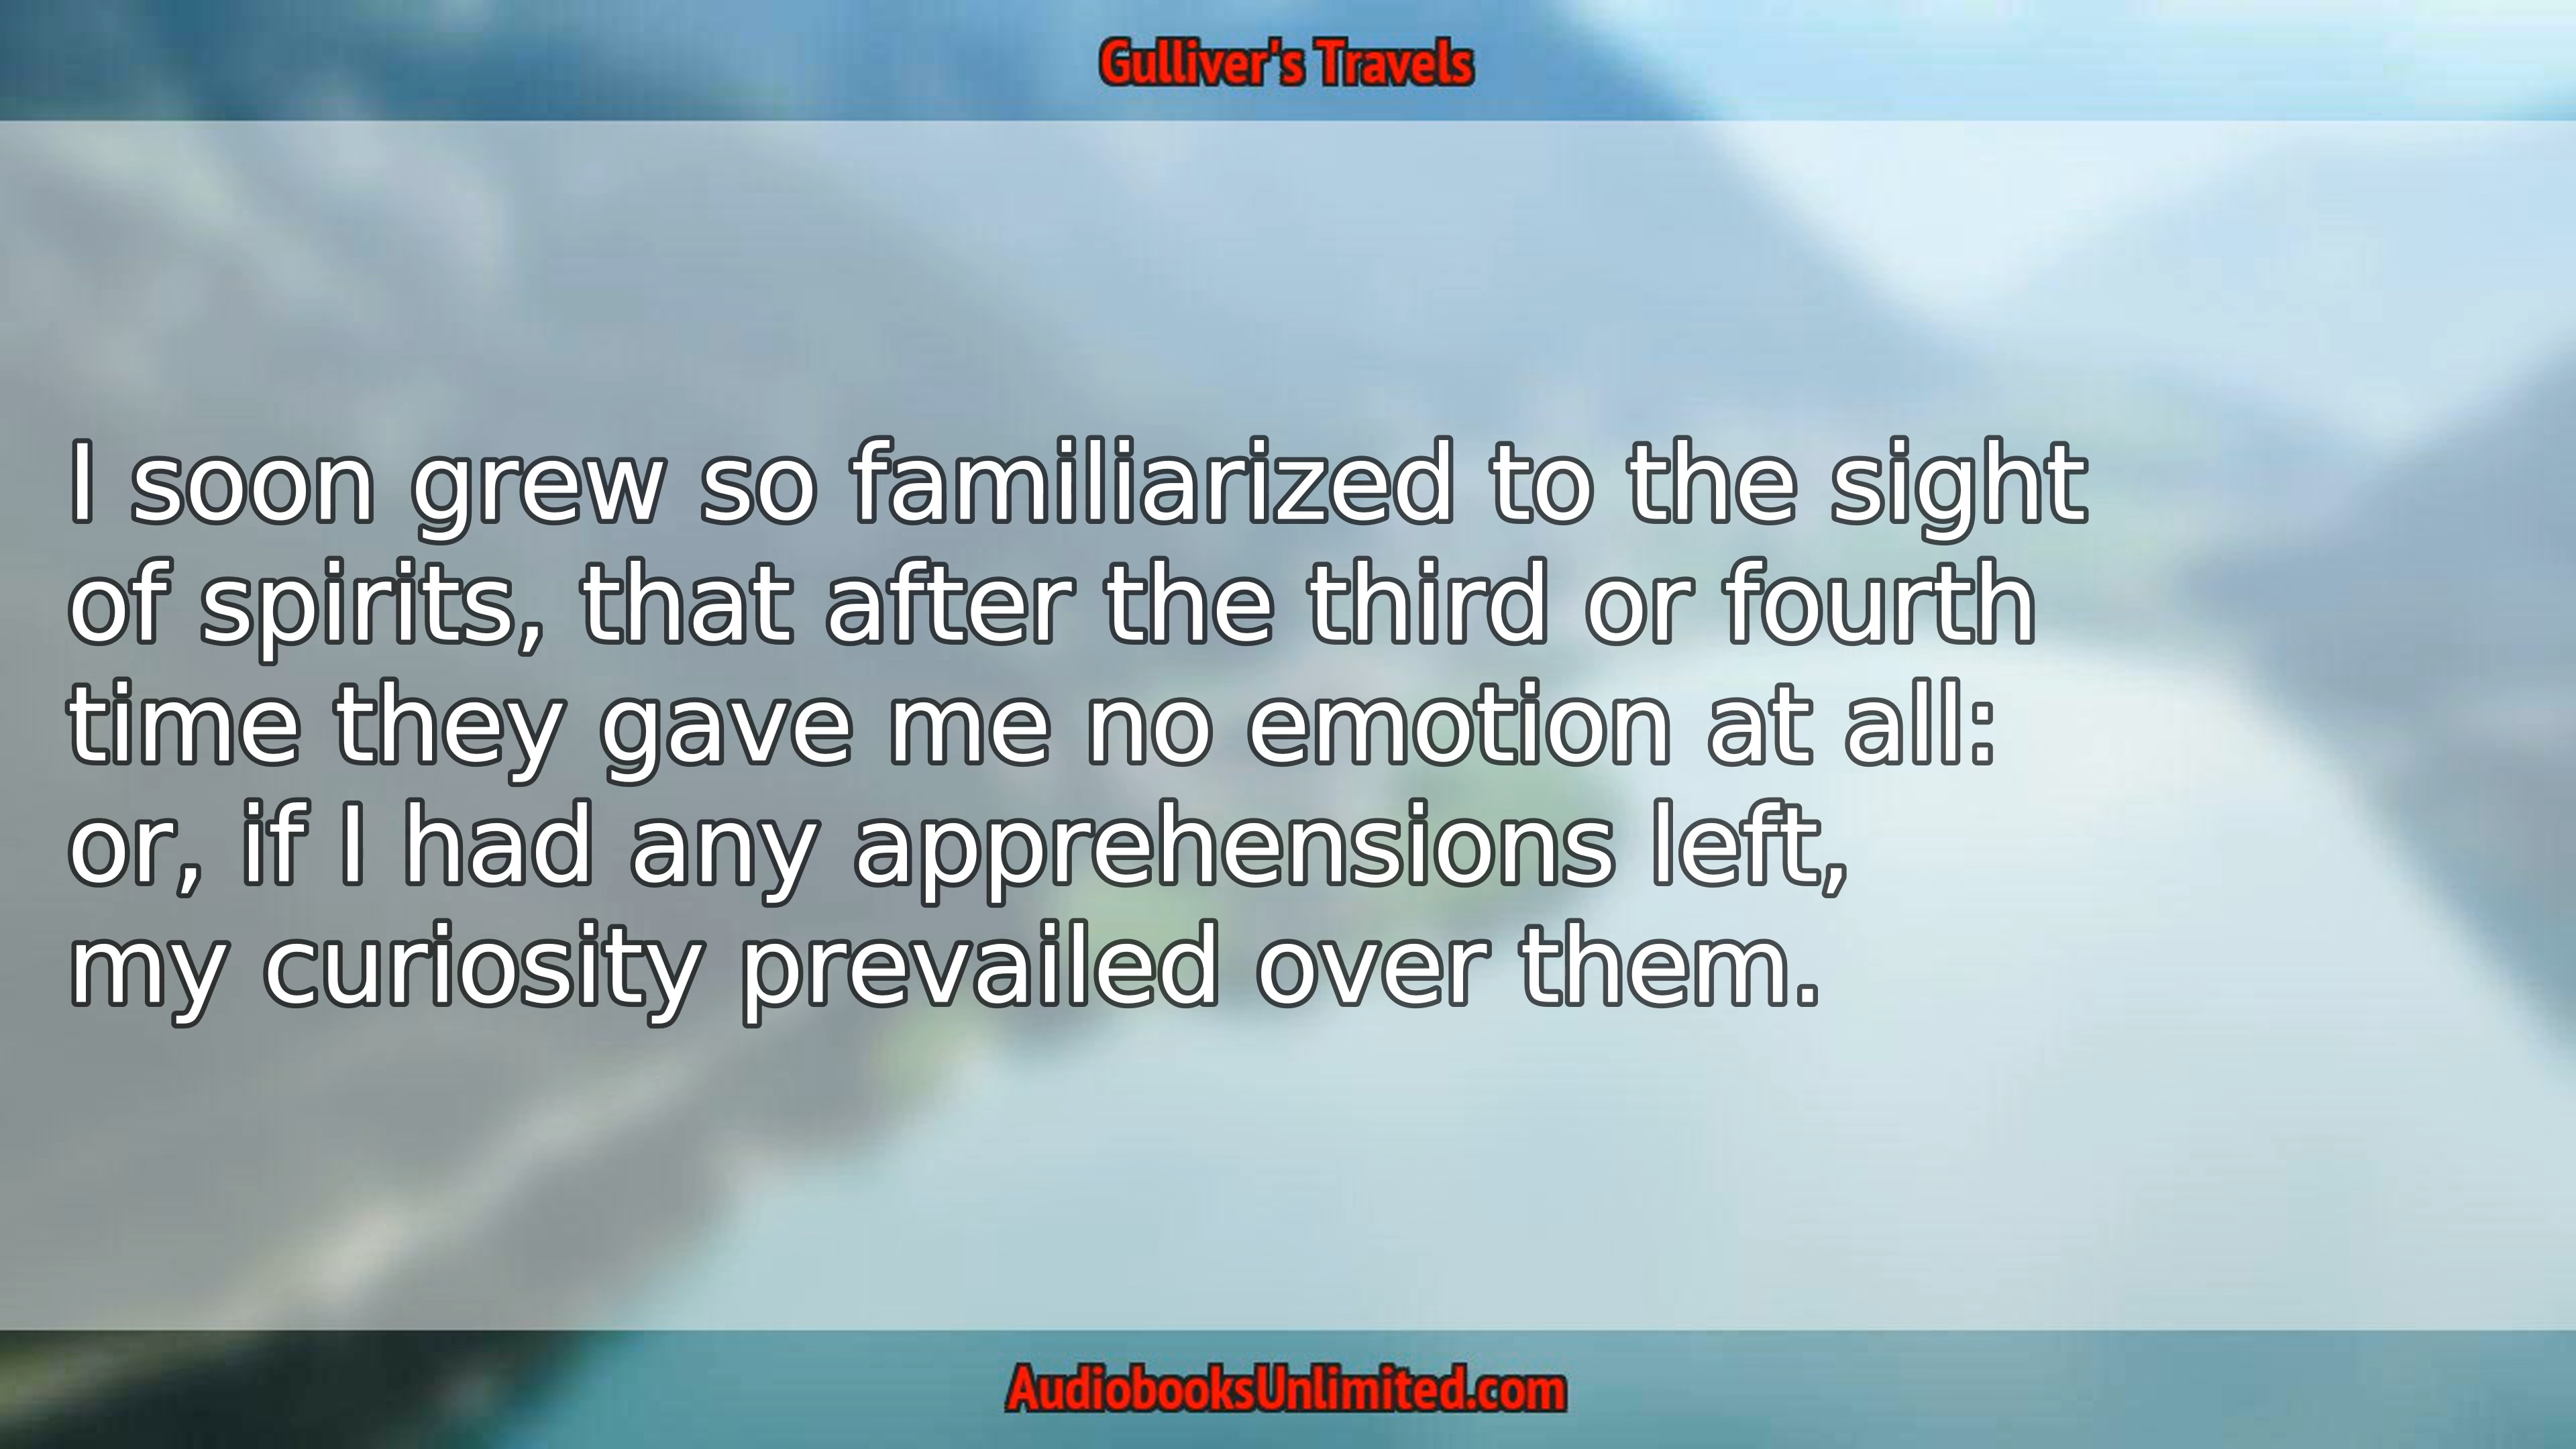 Gulliver's Travels
I soon grew so familiarized to the sight
of spirits, that after the third or fourth
time they gave me no emotion at all:
or, if I had any apprehensions left,
my curiosity prevailed over them.
AudiobooksUnlimited.com